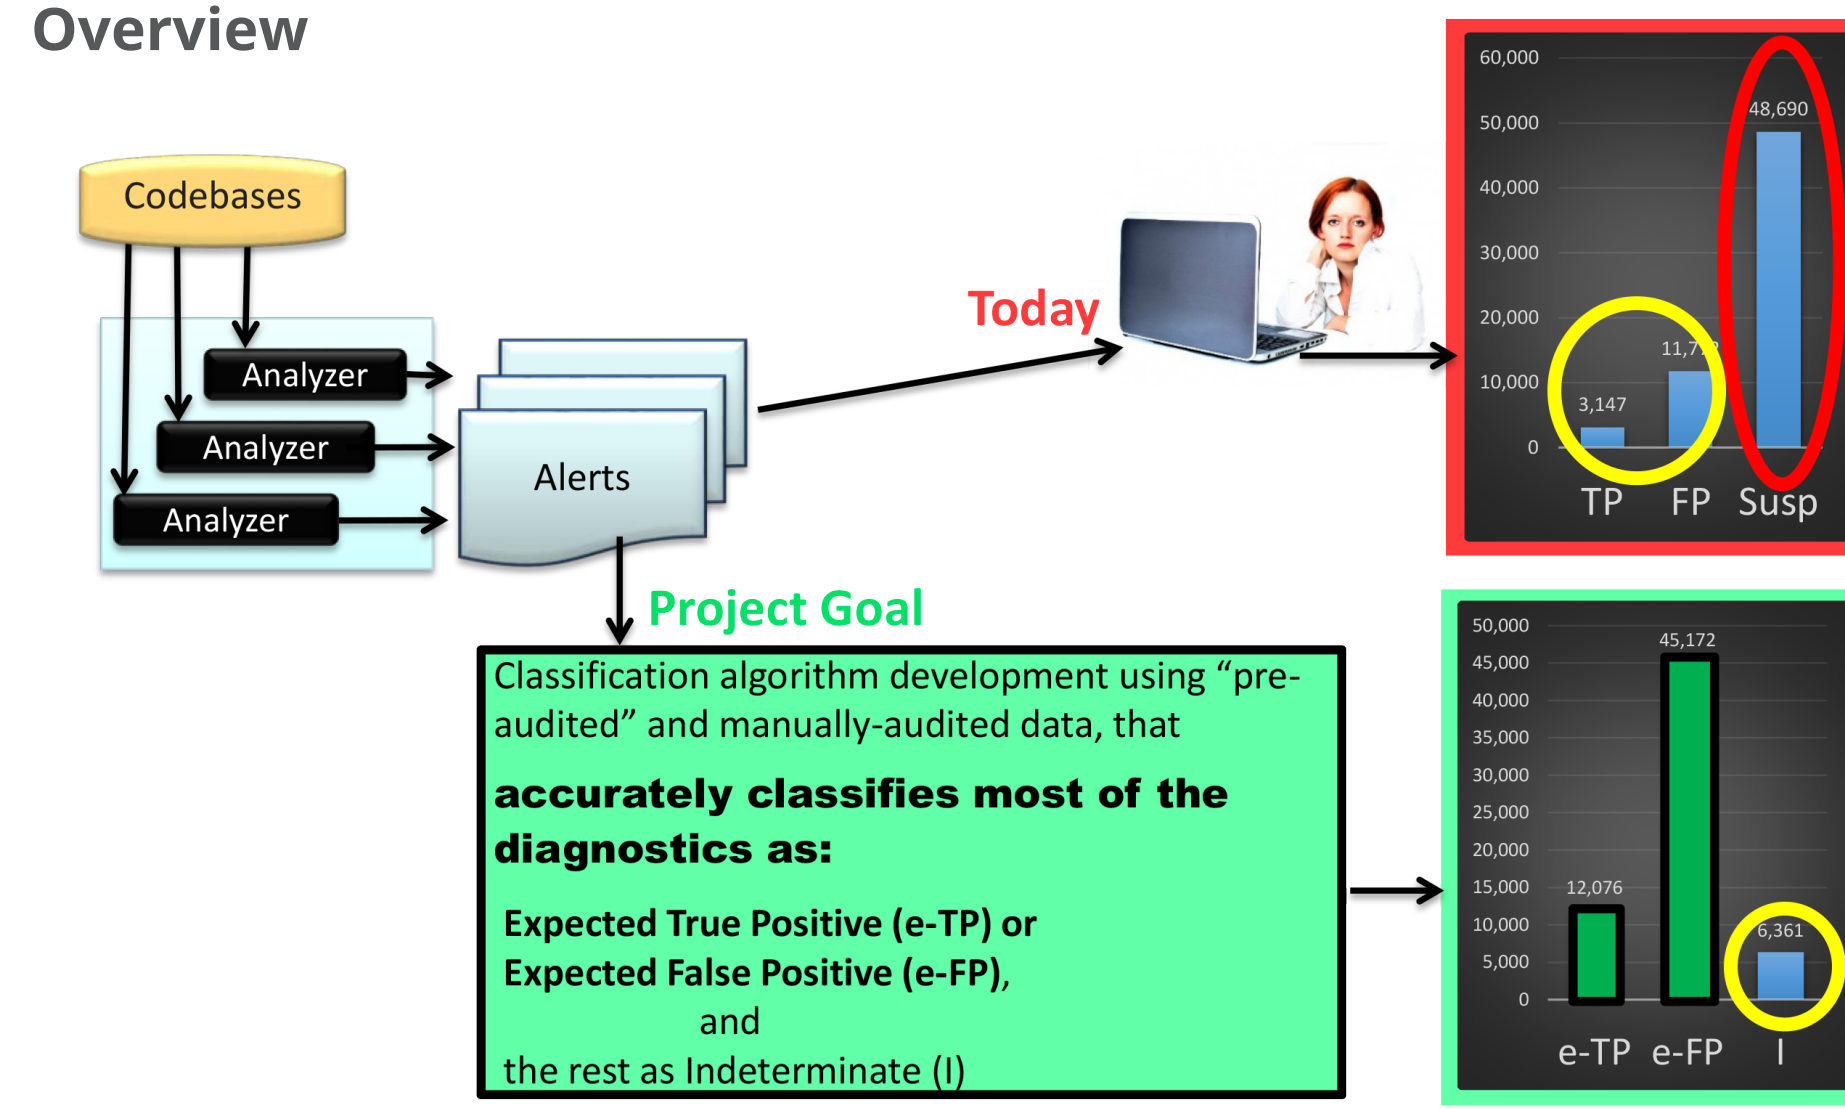 Overview
Codebases
Analyzer
Analyzer
Analyzer
Alerts
Today
60,000
50,000
40,000
30,000
20,000
10,000
0
3,147
48,690
TP FP Susp
Project Goal
Classification algorithm development using “pre-
audited” and manually-audited data, that
accurately classifies most of the
diagnostics as:
Expected True Positive (e-TP) or
Expected False Positive (e-FP),
and
the rest as Indeterminate (I)
50,000
45,000
40,000
35,000
30,000
25,000
20,000
15,000
10,000
5,000
0
12,076
45,172
6,361
e-TP e-FP I